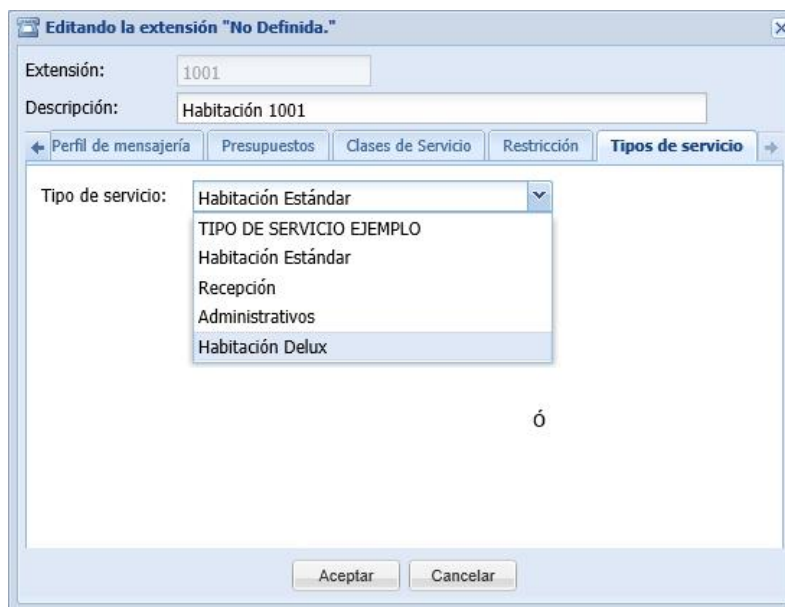 Editando la extensión "No Definida."
Extensión: 1001
Descripción: Habitación 1001
Perfil de mensajería Presupuestos Clases de Servicio Restricción Tipos de servicio
Tipo de servicio: Habitación Estándar
TIPO DE SERVICIO EJEMPLO
Habitación Estándar
Recepción
Administrativos
Habitación Delux
Ó
Aceptar Cancelar